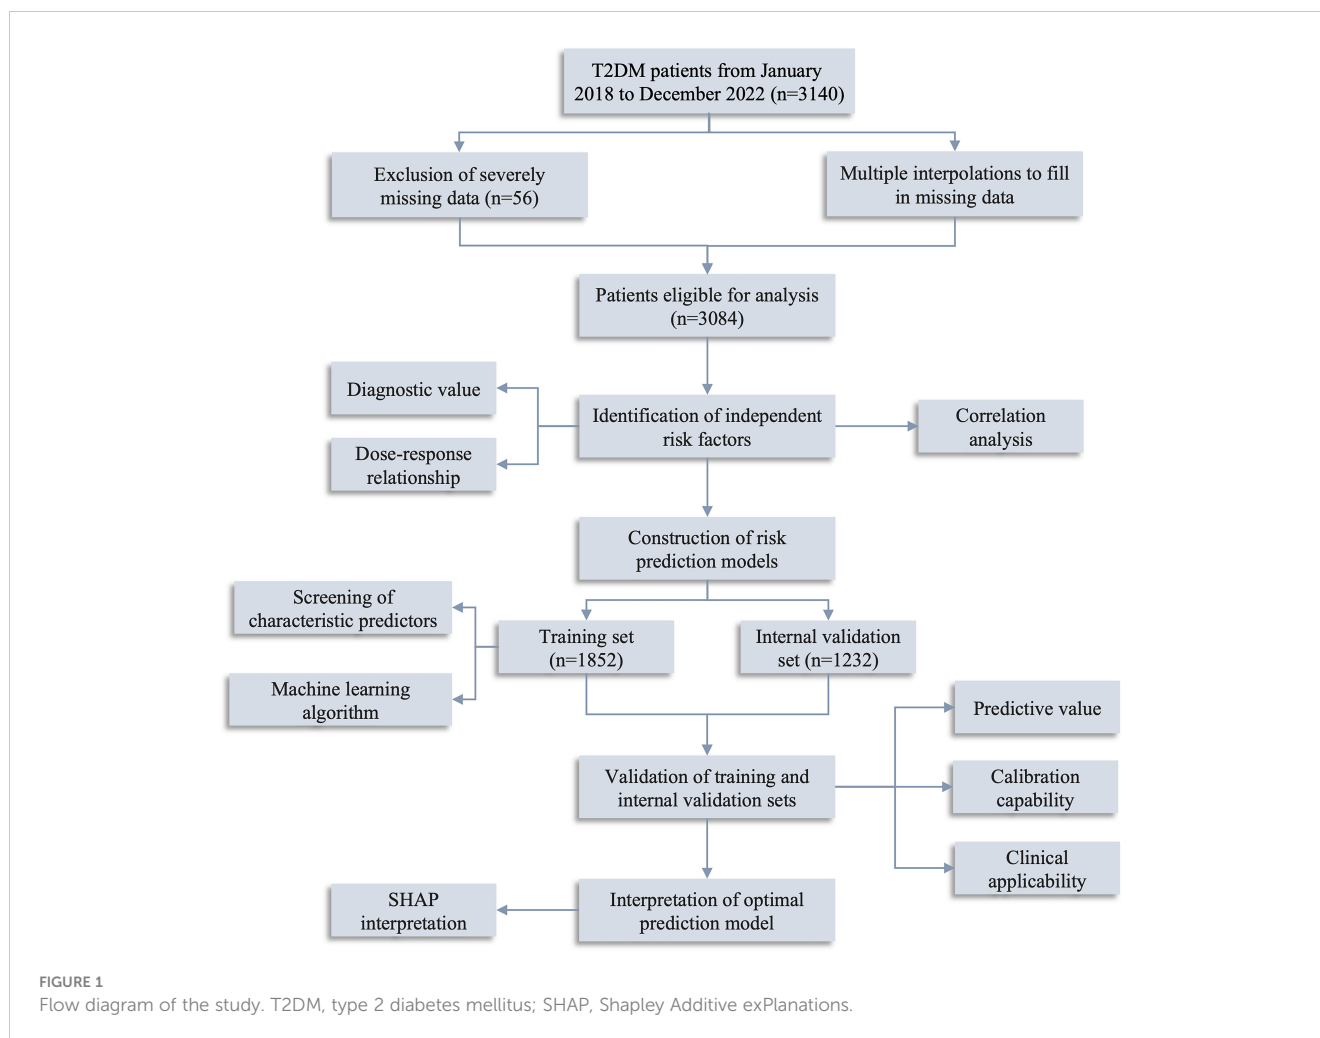 T2DM patients from January
2018 to December 2022 (n=3140)
Exclusion of severely
missing data (n=56)
Multiple interpolations to fill
in missing data
Patients eligible for analysis
(n=3084)
Diagnostic value
Dose-response
relationship
Identification of independent
risk factors
Correlation
analysis
Construction of risk
prediction models
Screening of
characteristic predictors
Machine learning
algorithm
Training set
(n=1852)
Internal validation
set (n=1232)
Validation of training and
internal validation sets
Predictive value
Calibration
capability
Clinical
applicability
SHAP
interpretation
Interpretation of optimal
prediction model
FIGURE 1
Flow diagram of the study. T2DM, type 2 diabetes mellitus; SHAP, Shapley Additive exPlanations.